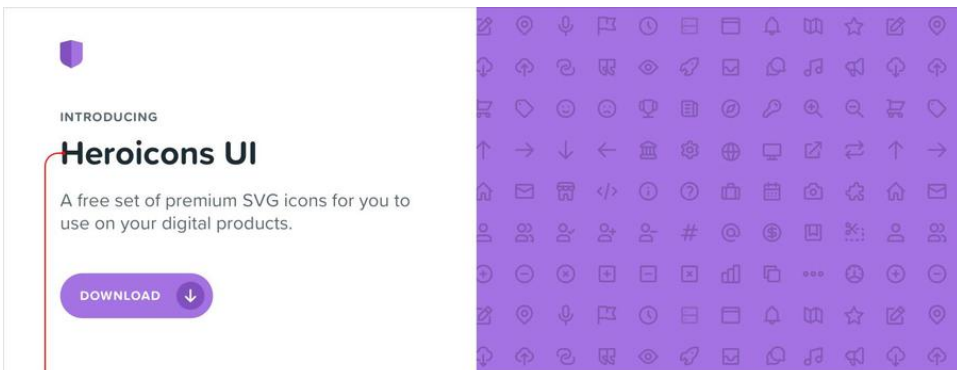 INTRODUCING
Heroicons UI
A free set of premium SVG icons for you to
use on your digital products.
DOWNLOAD